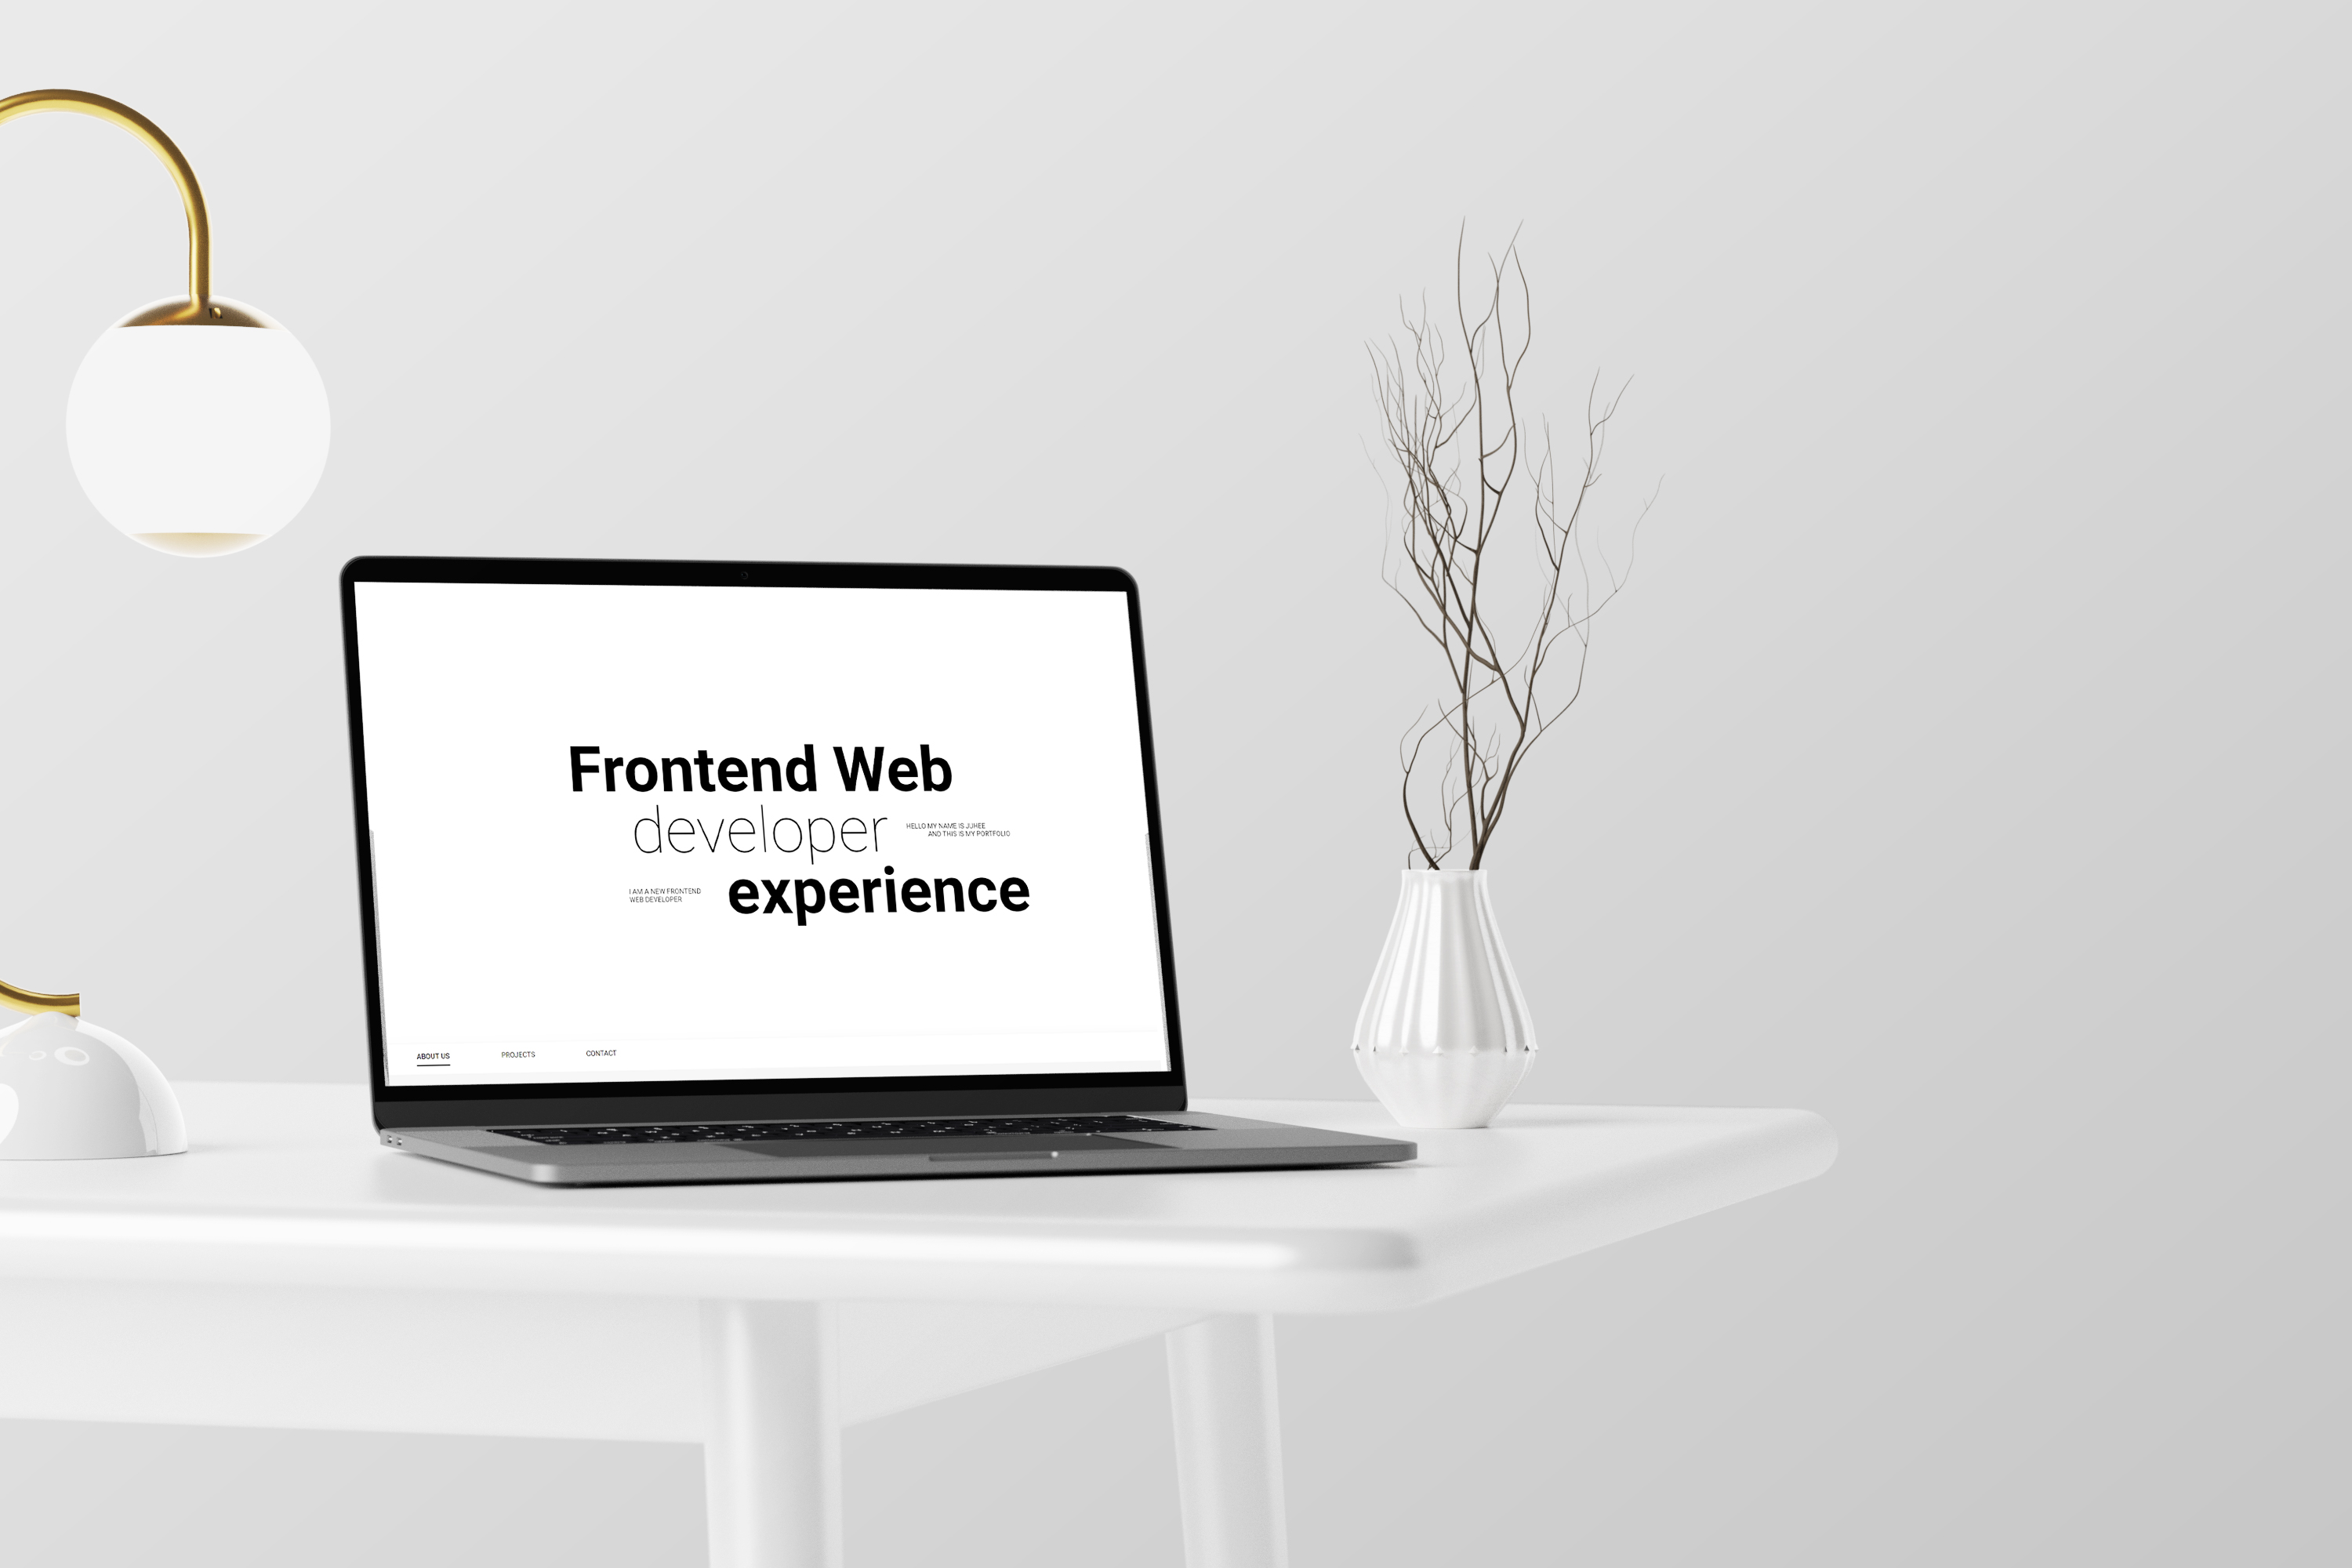 Frontend Web
developer
HELLO MY NAME IS JUHEE
AND THIS IS MY PORTFOLIO
I AM A NEW FRONTEND
WEB DEVELOPER.
experience
ABOUT US
PROJECTS
CONTACT